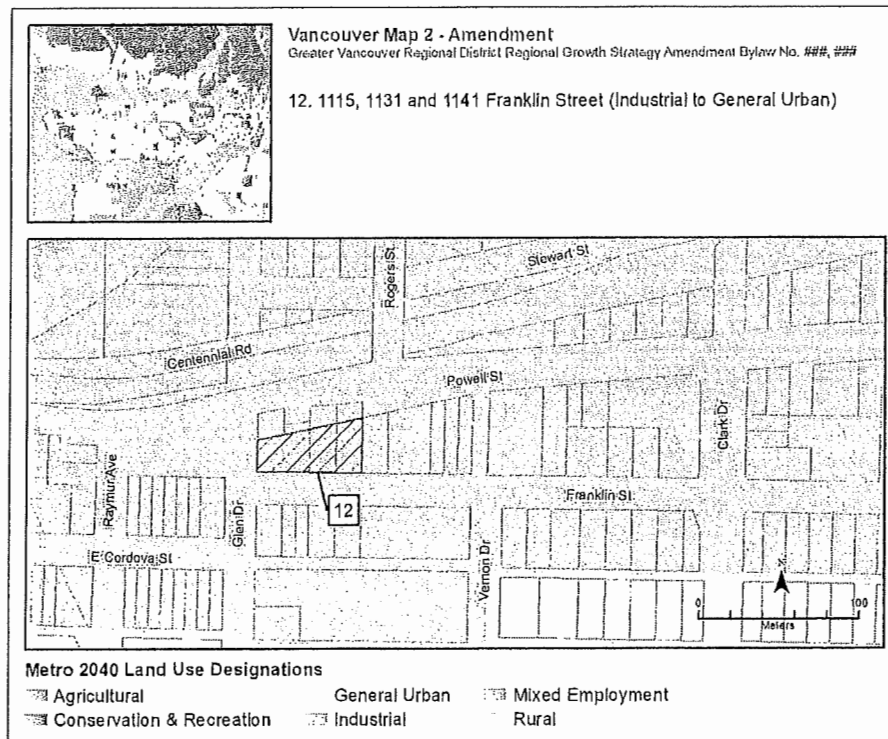 Vancouver Map 2 - Amendment
Greater Vancouver Regional District Regional Growth Strategy Amendment Bylaw No. ###, ###
12. 1115, 1131 and 1141 Franklin Street (Industrial to General Urban)
Rogers St.
Stewart St
Centennial Rd
Powell St
Clark Dr
Raymur Ave
Glen Dr
12
Franklin St
E Cordova St
Vernon Dr
N
0 100
Meters
Metro 2040 Land Use Designations
Agricultural General Urban Mixed Employment
Conservation & Recreation Industrial Rural